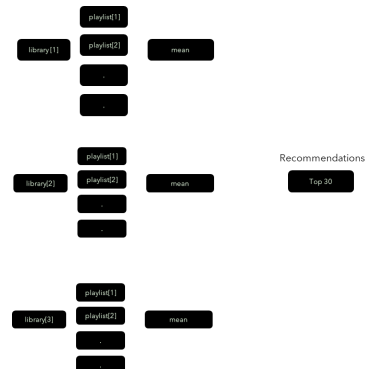 playlist[1]
library[1]
playlist[2]
mean
.
.
playlist[1]
Recommendations
library[2]
playlist[2]
mean
Top 30
.
.
playlist[1]
library[3]
playlist[2]
mean
.
.